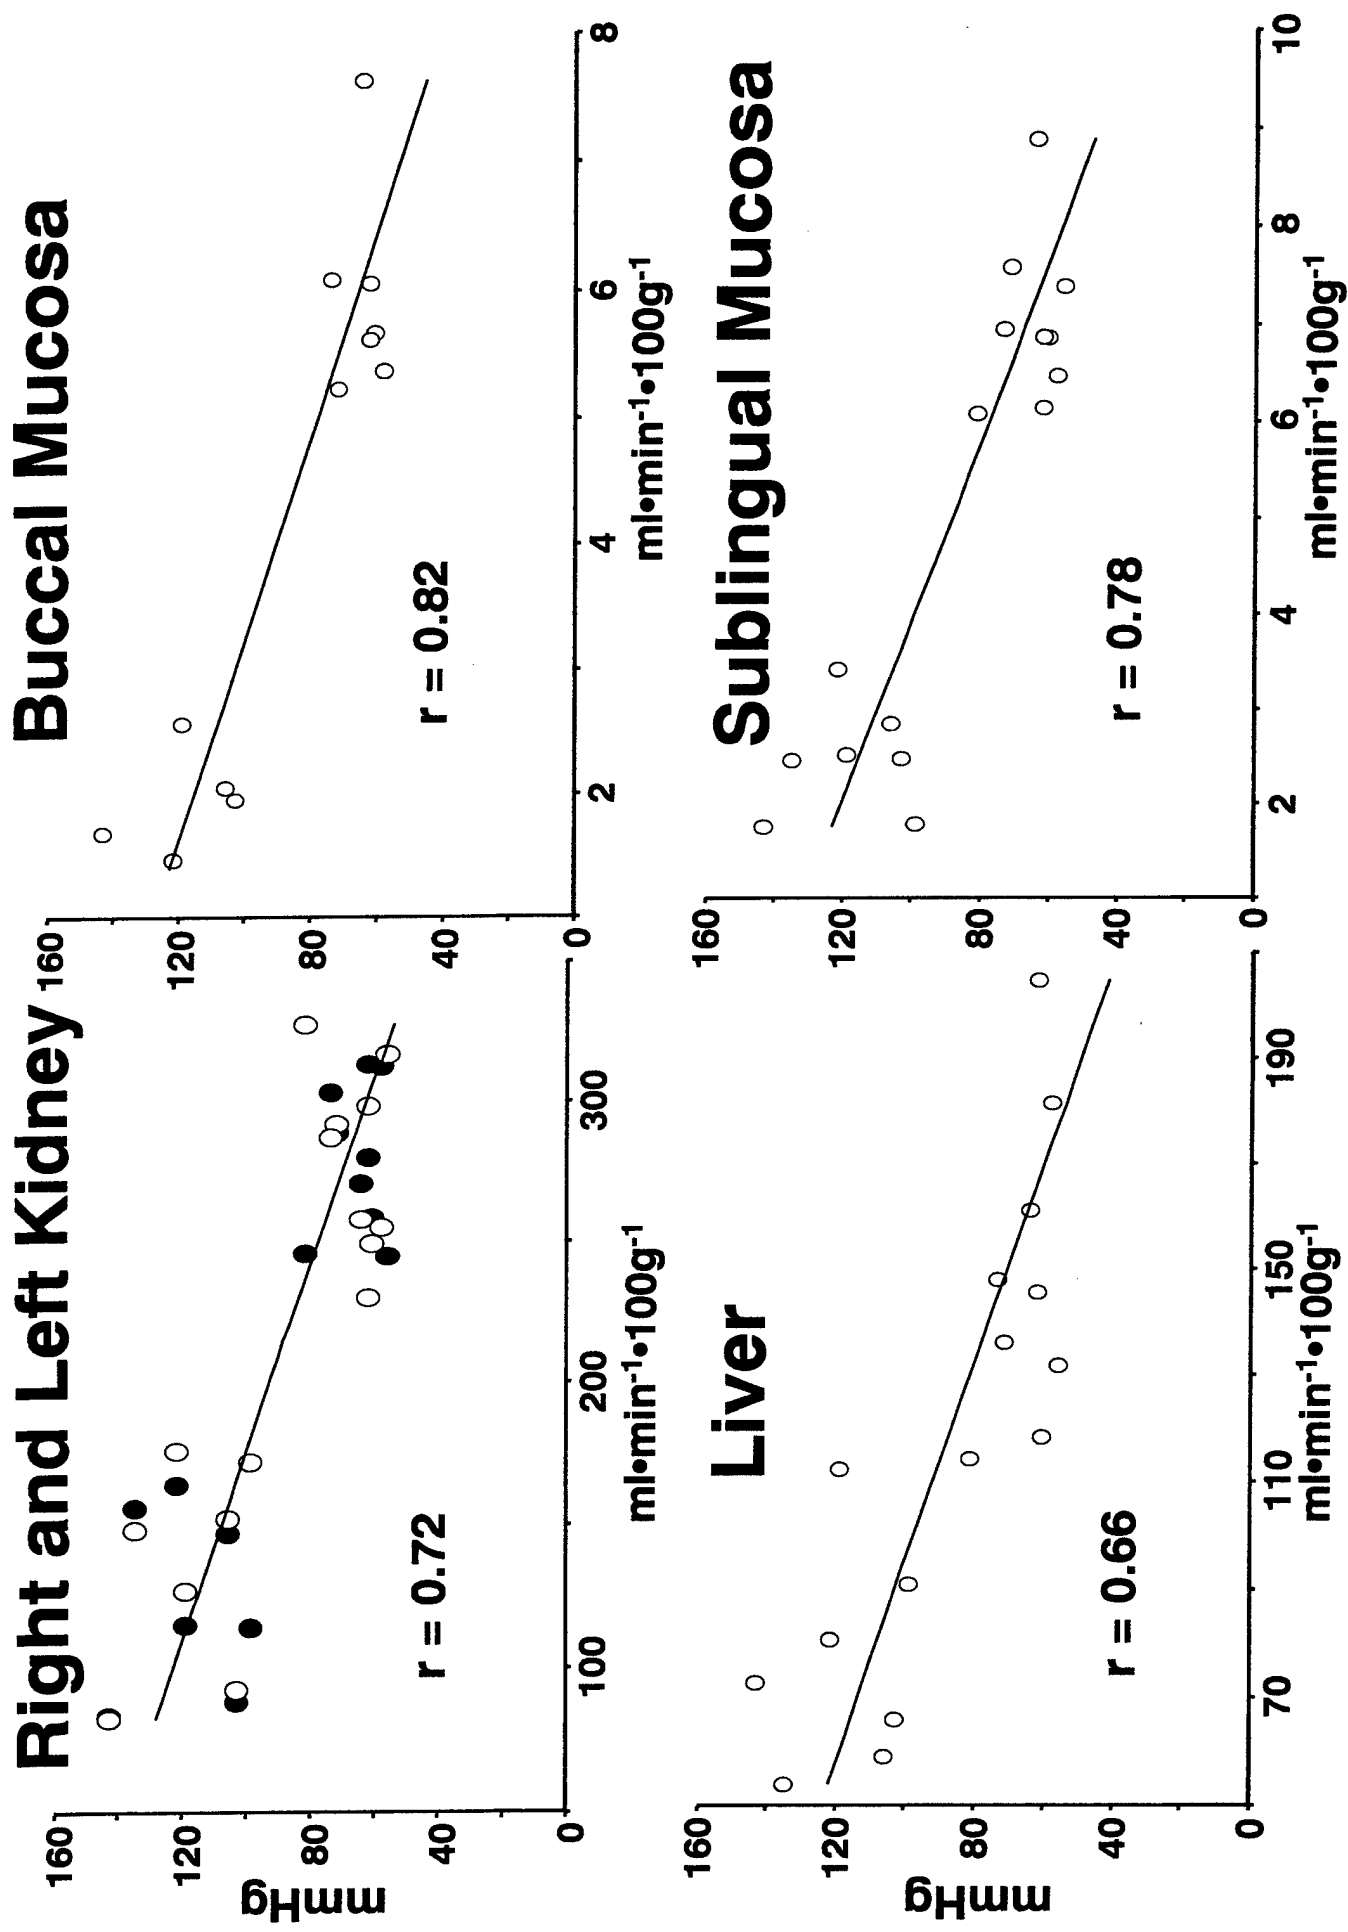 Right and Left Kidney
mmHg
160
120
80
40
0
100
200
300
ml•min⁻¹•100g⁻¹
r = 0.72
Buccal Mucosa
160
120
80
40
0
2
4
6
8
ml•min⁻¹•100g⁻¹
r = 0.82
Liver
mmHg
160
120
80
40
0
70
110
150
190
ml•min⁻¹•100g⁻¹
r = 0.66
Sublingual Mucosa
160
120
80
40
0
2
4
6
8
10
ml•min⁻¹•100g⁻¹
r = 0.78